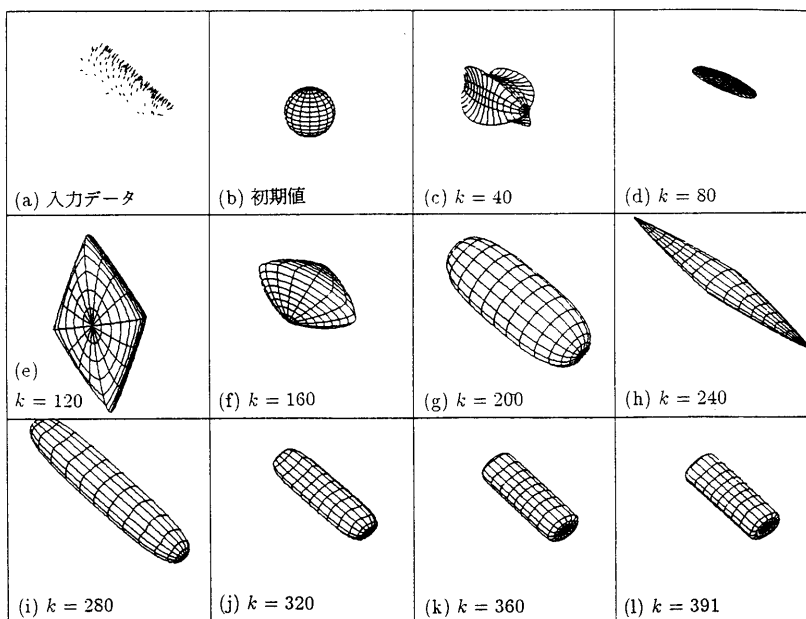 (a) 入力データ
(b) 初期値
(c) k = 40
(d) k = 80
(e)
k = 120
(f) k = 160
(g) k = 200
(h) k = 240
(i) k = 280
(j) k = 320
(k) k = 360
(l) k = 391